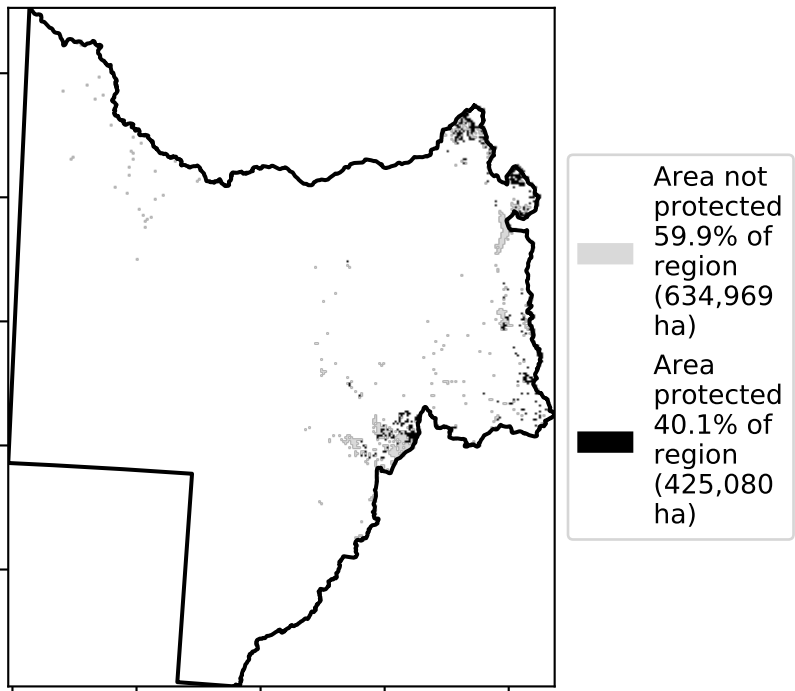 Area not
protected
59.9% of
region
(634,969
ha)
Area
protected
40.1% of
region
(425,080
ha)